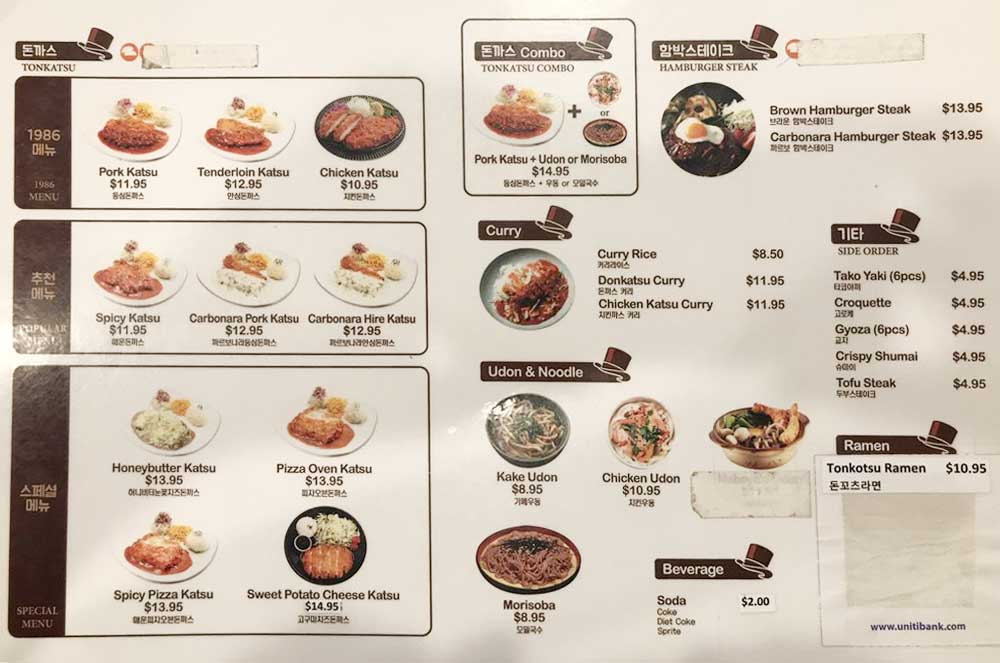 돈까스
TONKATSU
1986
메뉴
1986
MENU
Pork Katsu
$11.95
등심돈까스
Tenderloin Katsu
$12.95
안심돈까스
Chicken Katsu
$10.95
치킨돈까스
추천
메뉴
POPULAR
Spicy Katsu
$11.95
매운돈까스
Carbonara Pork Katsu
$12.95
까르보나라등심돈까스
Carbonara Hire Katsu
$12.95
까르보나라안심돈까스
스페셜
메뉴
SPECIAL
MENU
Honeybutter Katsu
$13.95
허니버터눈꽃치즈돈까스
Pizza Oven Katsu
$13.95
피자오븐돈까스
Spicy Pizza Katsu
$13.95
매운피자오븐돈까스
Sweet Potato Cheese Katsu
$14.95
고구마치즈돈까스
돈까스 Combo
TONKATSU COMBO
+
or
Pork Katsu + Udon or Morisoba
$14.95
등심돈까스 + 우동 or 모밀국수
함박스테이크
HAMBURGER STEAK
Brown Hamburger Steak $13.95
브라운 함박스테이크
Carbonara Hamburger Steak $13.95
까르보 함박스테이크
Curry
Curry Rice $8.50
커리라이스
Donkatsu Curry $11.95
돈까스 커리
Chicken Katsu Curry $11.95
치킨까스 커리
기타
SIDE ORDER
Tako Yaki (6pcs) $4.95
타코야끼
Croquette $4.95
고로케
Gyoza (6pcs) $4.95
교자
Crispy Shumai $4.95
슈마이
Tofu Steak $4.95
두부스테이크
Udon & Noodle
Kake Udon
$8.95
가께우동
Chicken Udon
$10.95
치킨우동
Morisoba
$8.95
모밀국수
Beverage
Soda $2.00
Coke
Diet Coke
Sprite
Ramen
Tonkotsu Ramen $10.95
돈꼬츠라면
www.unitibank.com